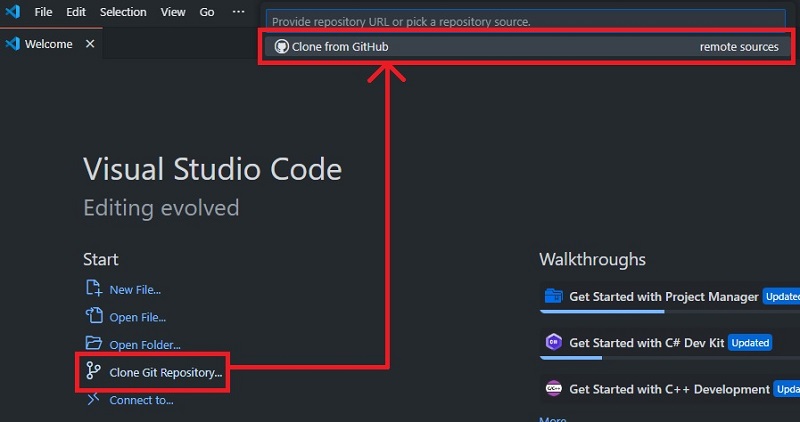 File Edit Selection View Go ···
Provide repository URL or pick a repository source.
Welcome
Clone from GitHub remote sources
Visual Studio Code
Editing evolved
Start
New File...
Open File...
Open Folder...
Clone Git Repository...
Connect to...
Walkthroughs
Get Started with Project Manager Updated
Get Started with C# Dev Kit Updated
Get Started with C++ Development Upda
More